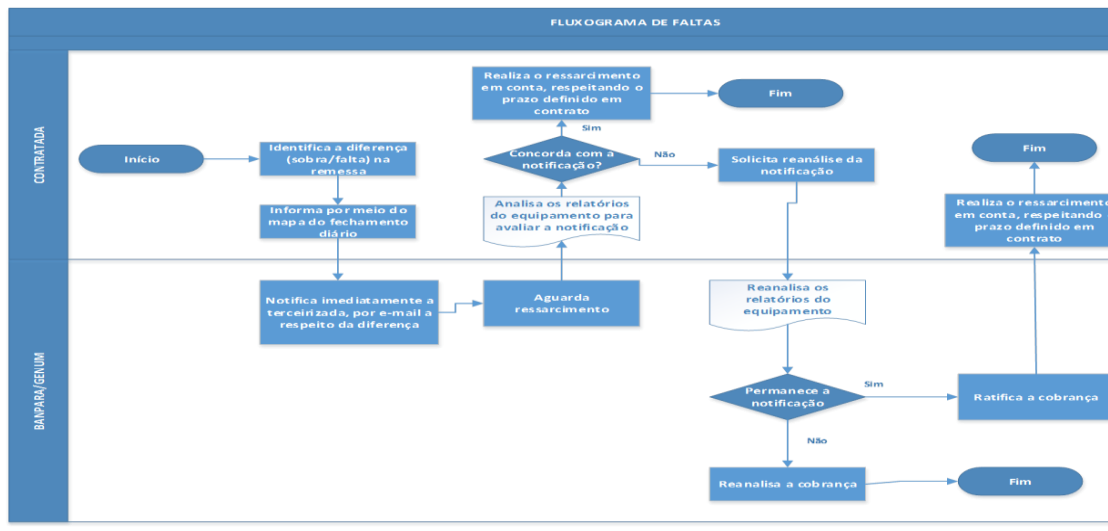 FLUXOGRAMA DE FALTAS
CONTRATADA
Início
Identifica a diferença
(sobra/falta) na
remessa
Informa por meio do
mapa do fechamento
diário
Realiza o ressarcimento
em conta, respeitando o
prazo definido em
contrato
Fim
Sim
Concorda com a
notificação?
Não
Analisa os relatórios
do equipamento para
avaliar a notificação
Solicita reanálise da
notificação
Fim
Realiza o ressarcimento
em conta, respeitando
prazo definido em
contrato
BANPARA/GENUM
Notifica imediatamente a
terceirizada, por e-mail a
respeito da diferença
Aguarda
ressarcimento
Reanalisa os
relatórios do
equipamento
Permanece a
notificação
Sim
Ratifica a cobrança
Não
Reanalisa a cobrança
Fim